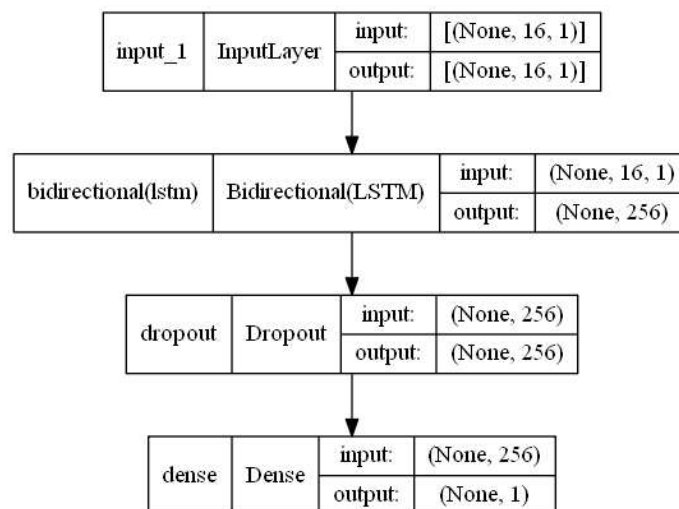 input_1 InputLayer input: [(None, 16, 1)]
output: [(None, 16, 1)]
bidirectional(lstm) Bidirectional(LSTM) input: (None, 16, 1)
output: (None, 256)
dropout Dropout input: (None, 256)
output: (None, 256)
dense Dense input: (None, 256)
output: (None, 1)